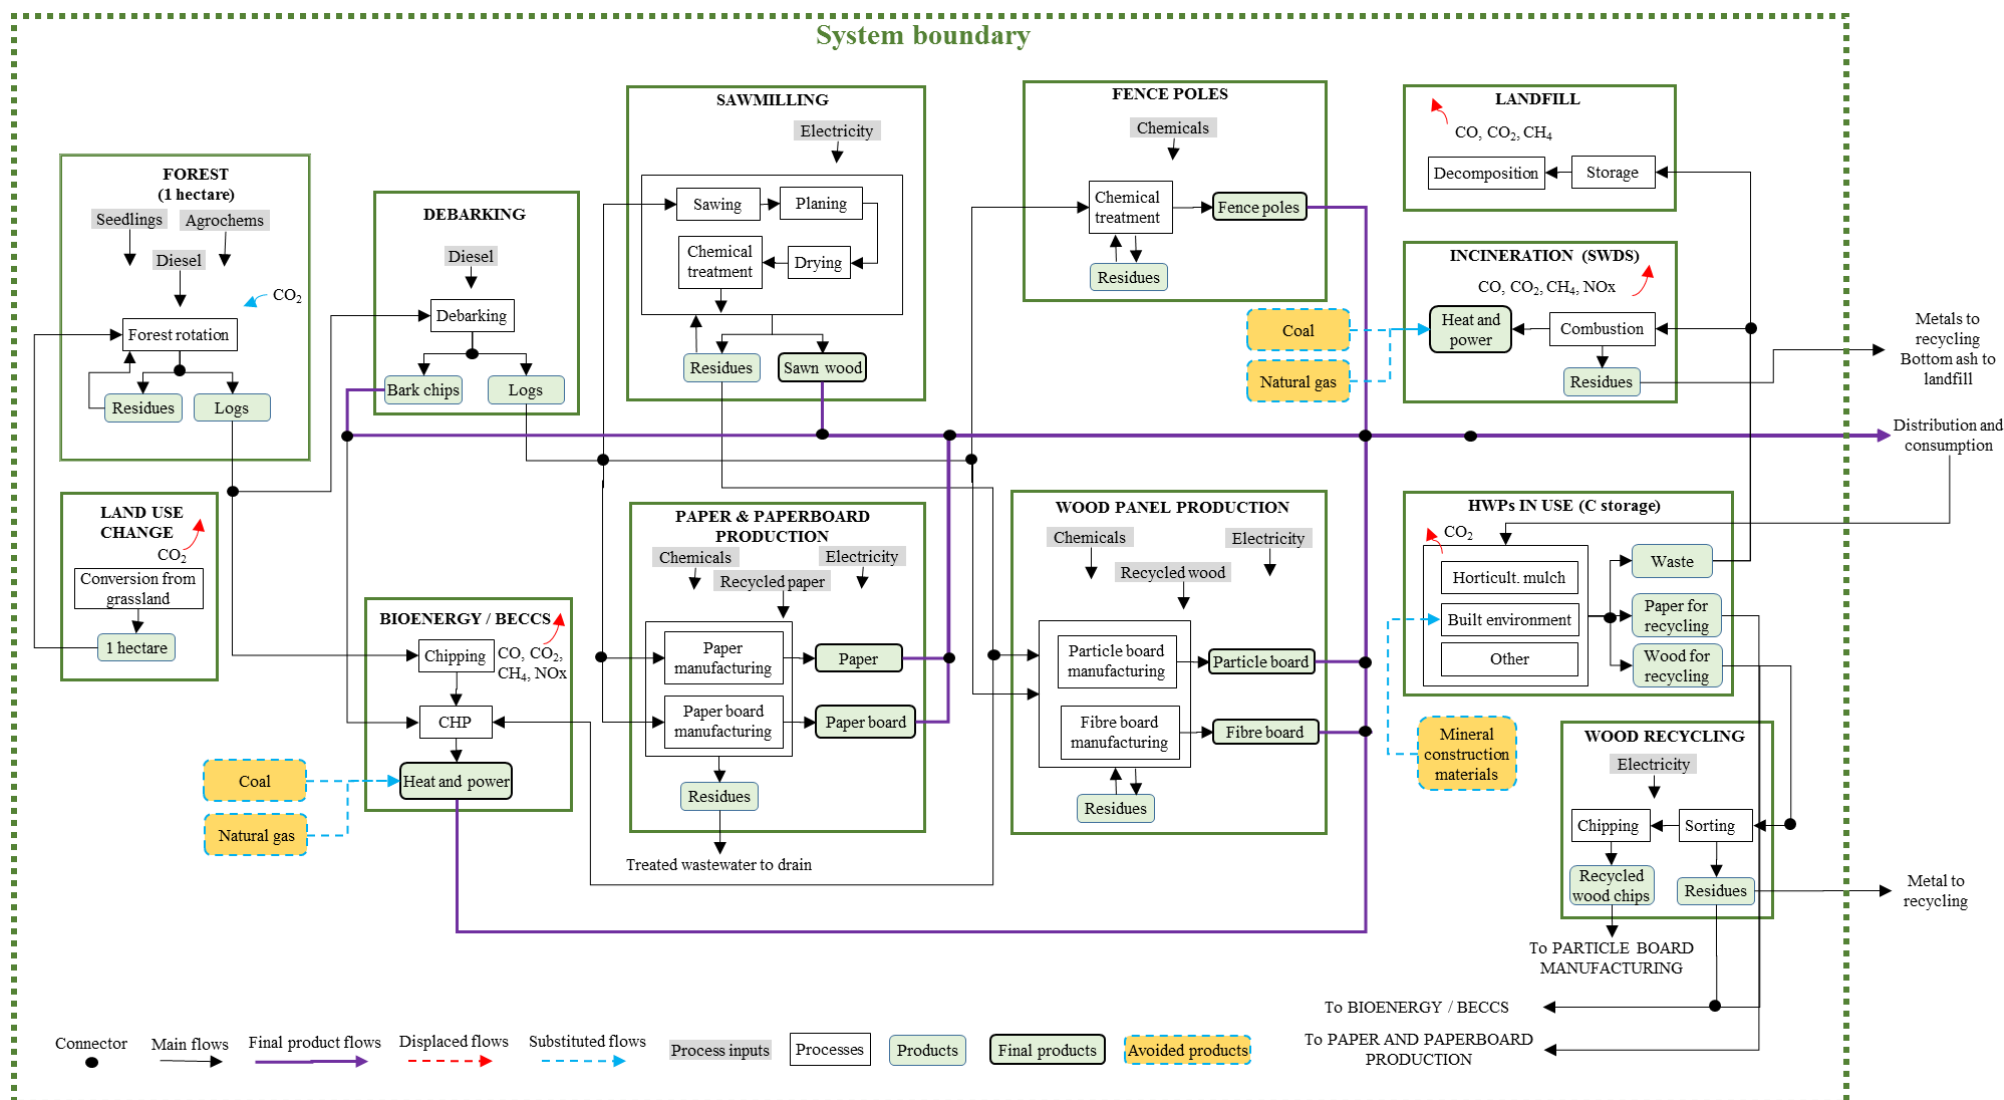 System boundary
FOREST
(1 hectare)
Seedlings
Agrochems
Diesel
CO2
Forest rotation
Residues
Logs
LAND USE
CHANGE
CO2
Conversion from
grassland
1 hectare
DEBARKING
Diesel
Debarking
Bark chips
Logs
BIOENERGY / BECCS
Chipping
CO, CO2,
CH4, NOx
CHP
Heat and power
Coal
Natural gas
SAWMILLING
Electricity
Sawing
Planing
Chemical
treatment
Drying
Residues
Sawn wood
PAPER & PAPERBOARD
PRODUCTION
Chemicals
Electricity
Recycled paper
Paper
manufacturing
Paper
Paper board
manufacturing
Paper board
Residues
Treated wastewater to drain
FENCE POLES
Chemicals
Chemical
treatment
Fence poles
Residues
Coal
Natural gas
WOOD PANEL PRODUCTION
Chemicals
Electricity
Recycled wood
Particle board
manufacturing
Particle board
Fibre board
manufacturing
Fibre board
Residues
LANDFILL
CO, CO2, CH4
Decomposition
Storage
INCINERATION (SWDS)
CO, CO2, CH4, NOx
Heat and
power
Combustion
Residues
Metals to
recycling
Bottom ash to
landfill
Distribution and
consumption
HWPs IN USE (C storage)
CO2
Horticult. mulch
Built environment
Other
Waste
Paper for
recycling
Wood for
recycling
Mineral
construction
materials
WOOD RECYCLING
Electricity
Chipping
Sorting
Recycled
wood chips
Residues
Metal to
recycling
To PARTICLE BOARD
MANUFACTURING
To BIOENERGY / BECCS
To PAPER AND PAPERBOARD
PRODUCTION
Connector
Main flows
Final product flows
Displaced flows
Substituted flows
Process inputs
Processes
Products
Final products
Avoided products